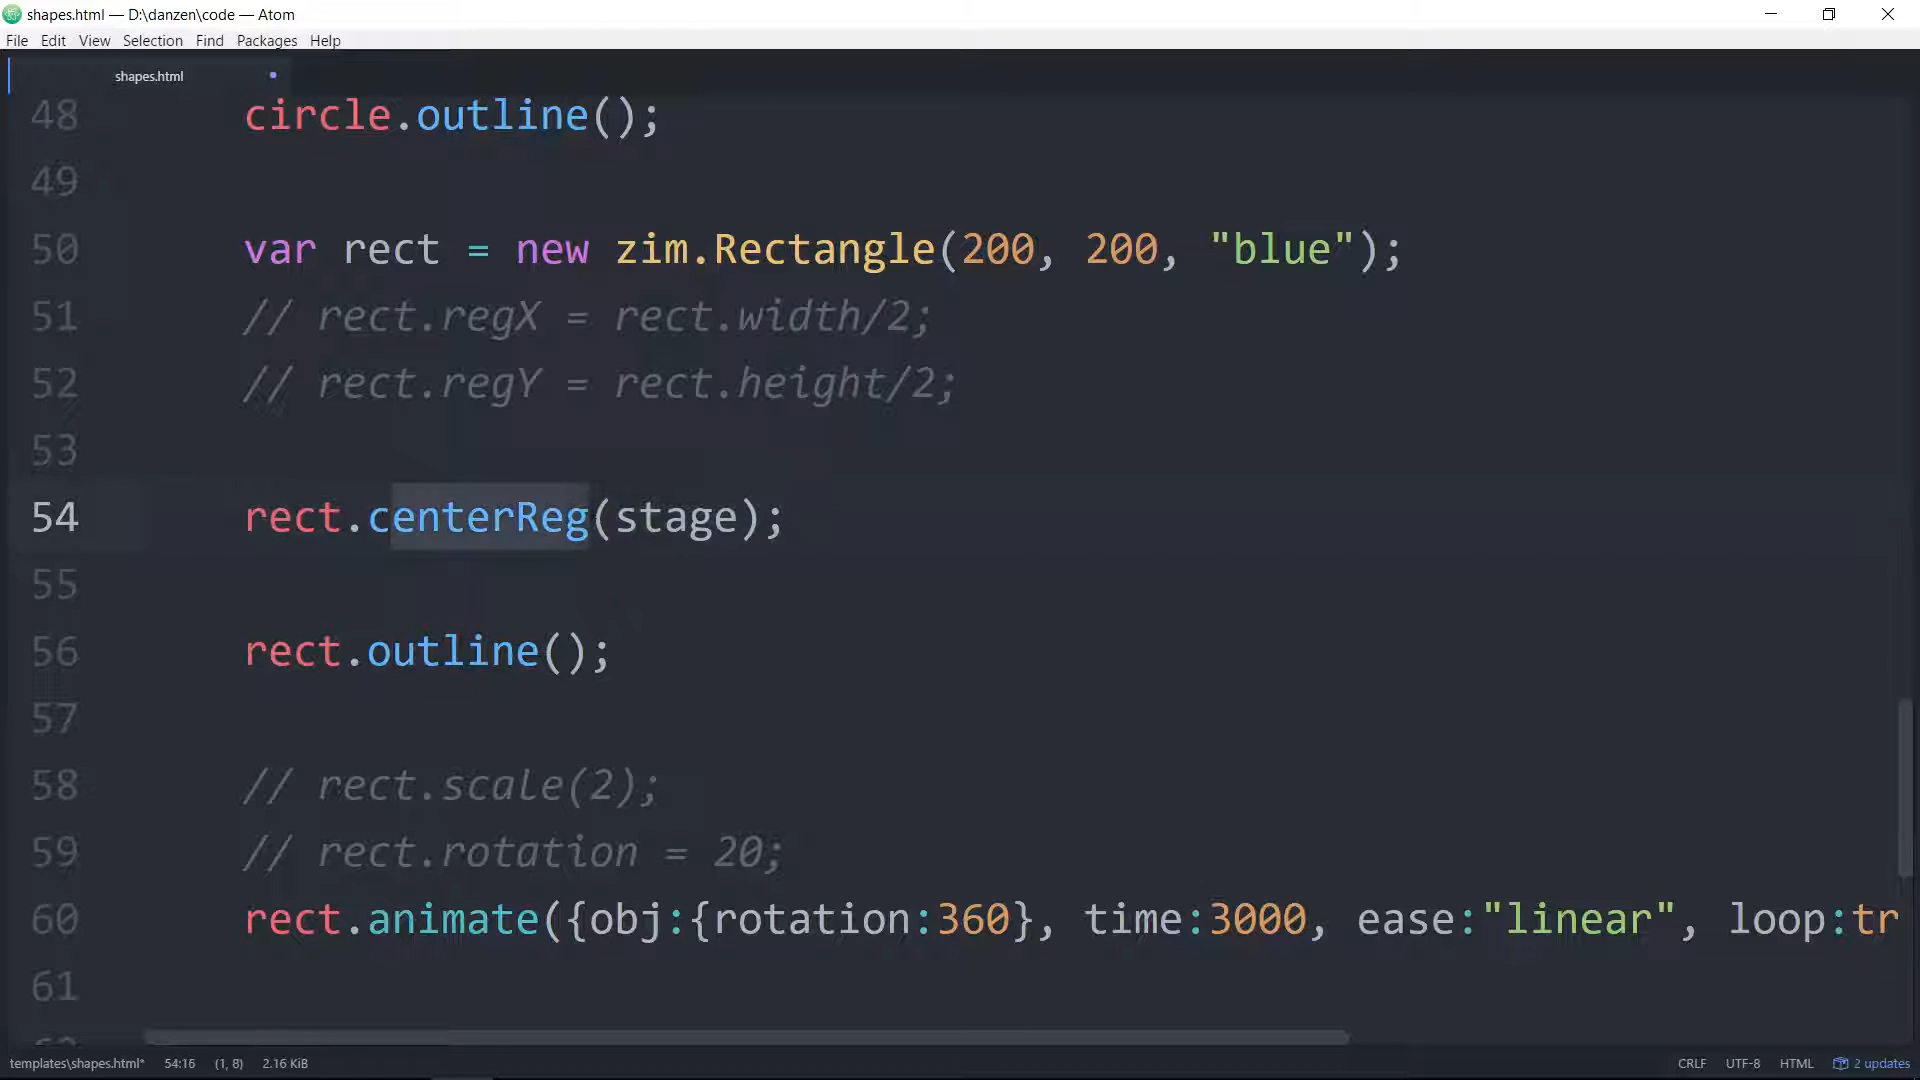 shapes.html — D:\danzen\code — Atom
File Edit View Selection Find Packages Help
shapes.html
48 circle.outline();
49
50 var rect = new zim.Rectangle(200, 200, "blue");
51 // rect.regX = rect.width/2;
52 // rect.regY = rect.height/2;
53
54 rect.centerReg(stage);
55
56 rect.outline();
57
58 // rect.scale(2);
59 // rect.rotation = 20;
60 rect.animate({obj:{rotation:360}, time:3000, ease:"linear", loop:tr
61
templates\shapes.html* 54:16 (1, 8) 2.16 KiB CRLF UTF-8 HTML 2 updates